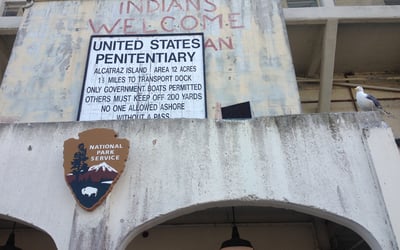 INDIANS
WELCOME
UNITED STATES
PENITENTIARY
ALCATRAZ ISLAND AREA 12 ACRES
1½ MILES TO TRANSPORT DOCK
ONLY GOVERNMENT BOATS PERMITTED
OTHERS MUST KEEP OFF 200 YARDS
NO ONE ALLOWED ASHORE
WITHOUT A PASS
NATIONAL
PARK
SERVICE